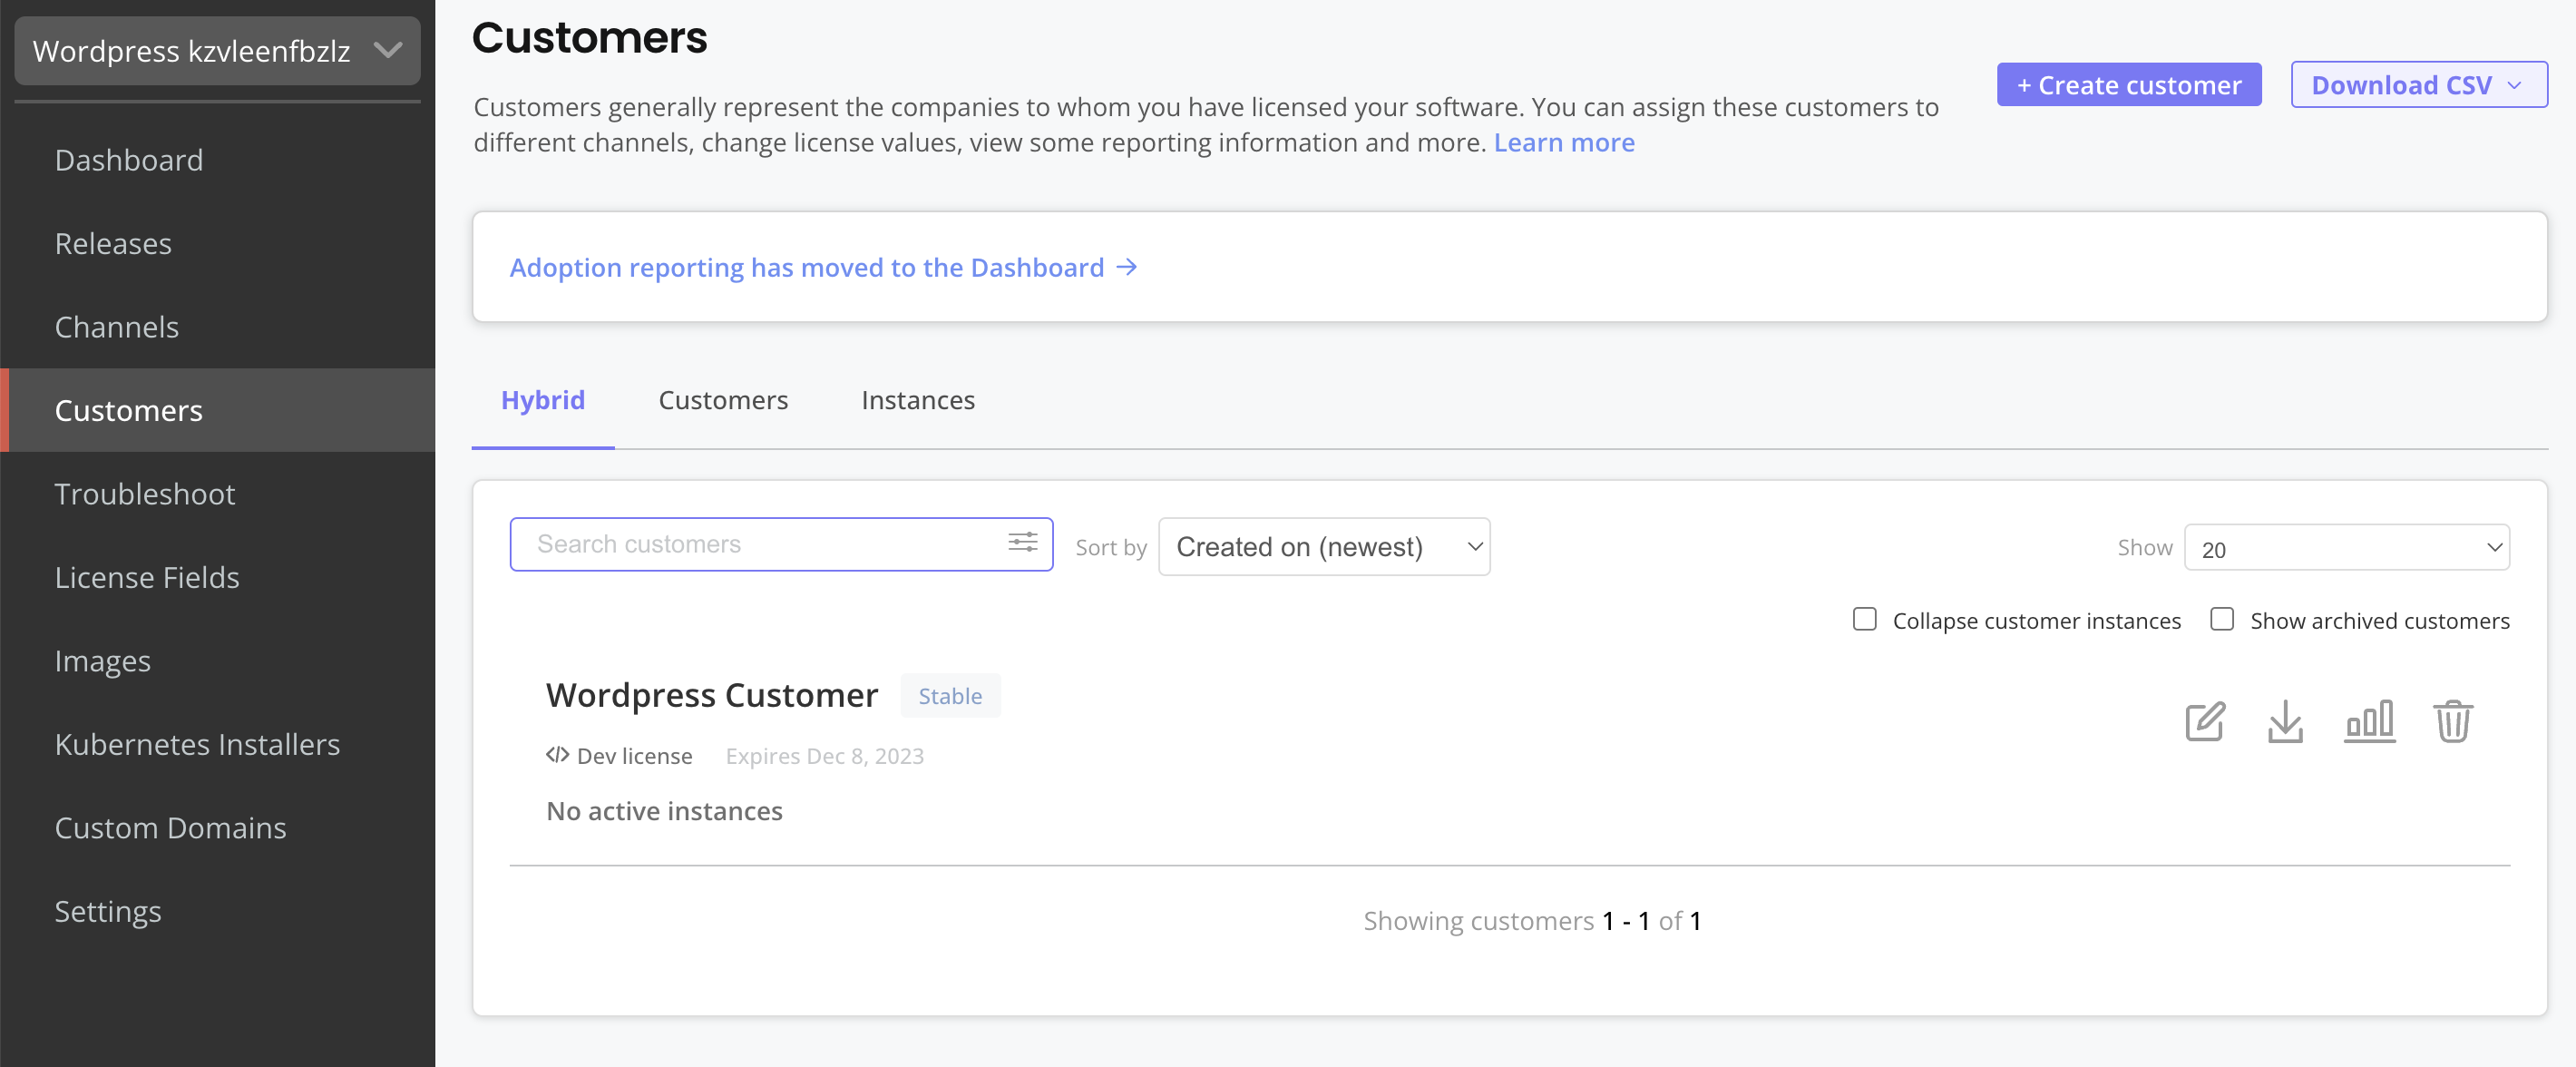 Wordpress kzvleenfbzlz
Dashboard
Releases
Channels
Customers
Troubleshoot
License Fields
Images
Kubernetes Installers
Custom Domains
Settings
Customers
Customers generally represent the companies to whom you have licensed your software. You can assign these customers to
different channels, change license values, view some reporting information and more. Learn more
+ Create customer
Download CSV
Adoption reporting has moved to the Dashboard →
Hybrid
Customers
Instances
Search customers
Sort by
Created on (newest)
Show
20
Collapse customer instances
Show archived customers
Wordpress Customer
Stable
</> Dev license
Expires Dec 8, 2023
No active instances
Showing customers 1 - 1 of 1